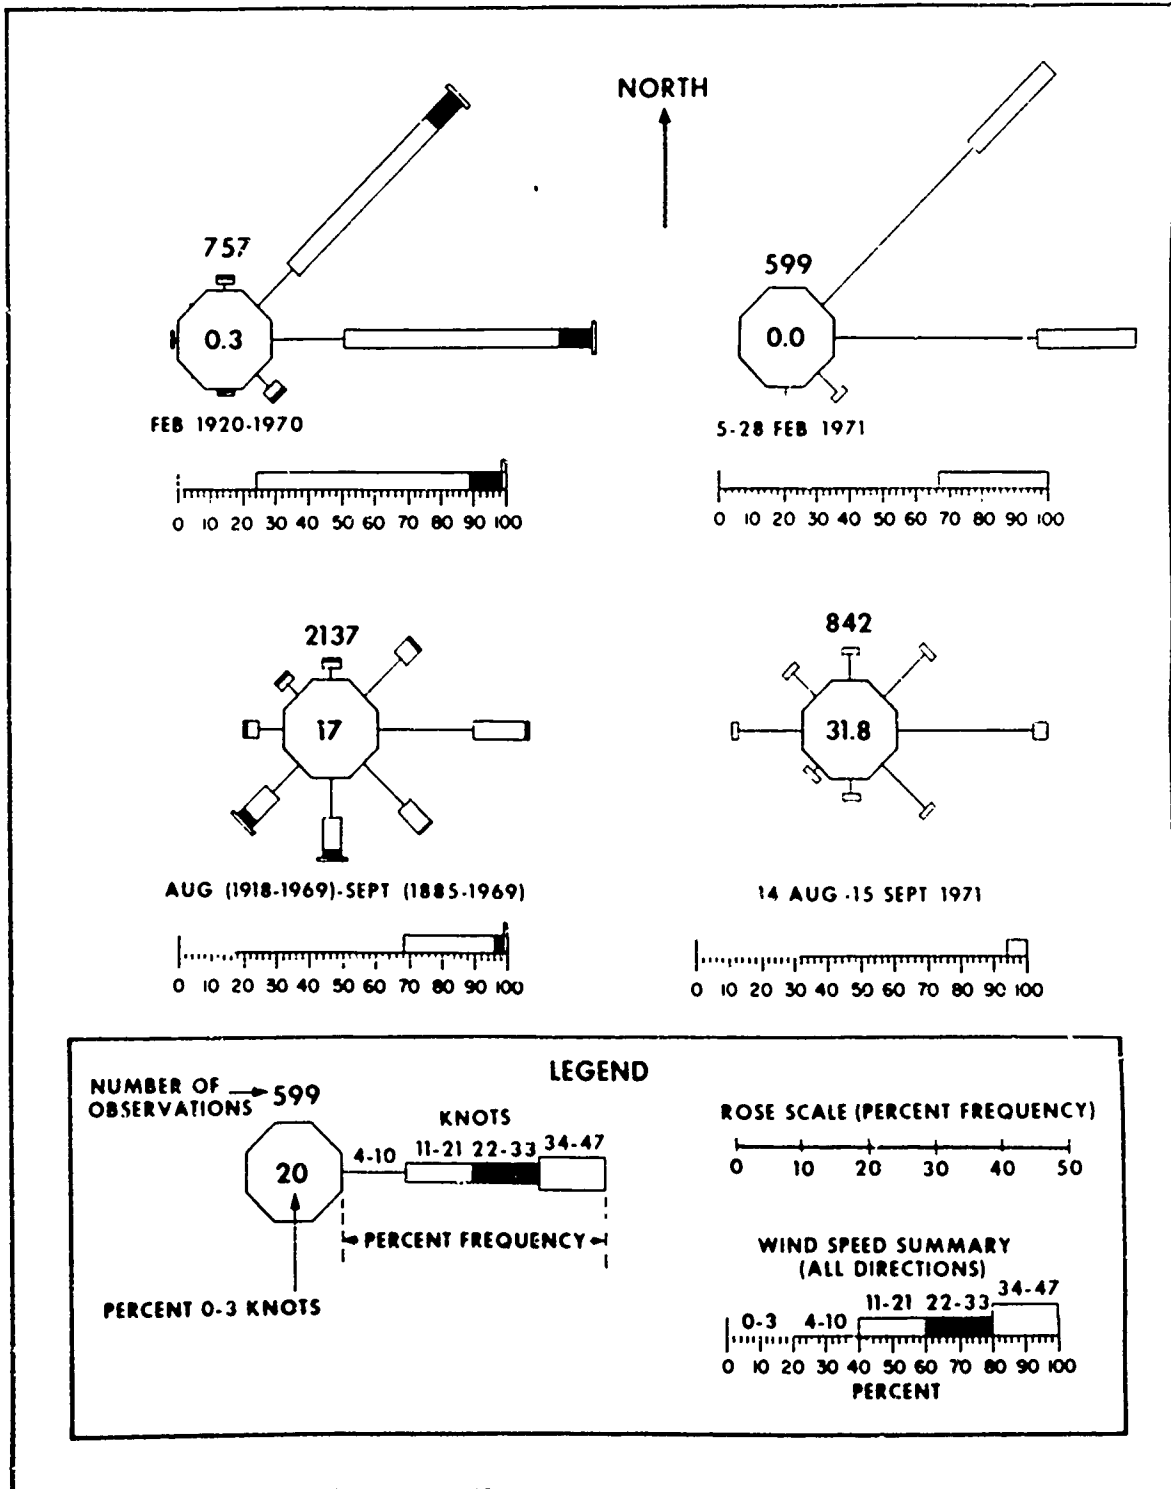 NORTH
757
0.3
FEB 1920-1970
0 10 20 30 40 50 60 70 80 90 100
599
0.0
5-28 FEB 1971
0 10 20 30 40 50 60 70 80 90 100
2137
17
AUG (1918-1969)-SEPT (1885-1969)
0 10 20 30 40 50 60 70 80 90 100
842
31.8
14 AUG-15 SEPT 1971
0 10 20 30 40 50 60 70 80 90 100
LEGEND
NUMBER OF
OBSERVATIONS
599
20
KNOTS
4-10 11-21 22-33 34-47
PERCENT FREQUENCY
PERCENT 0-3 KNOTS
ROSE SCALE (PERCENT FREQUENCY)
0 10 20 30 40 50
WIND SPEED SUMMARY
(ALL DIRECTIONS)
0-3 4-10 11-21 22-33 34-47
0 10 20 30 40 50 60 70 80 90 100
PERCENT